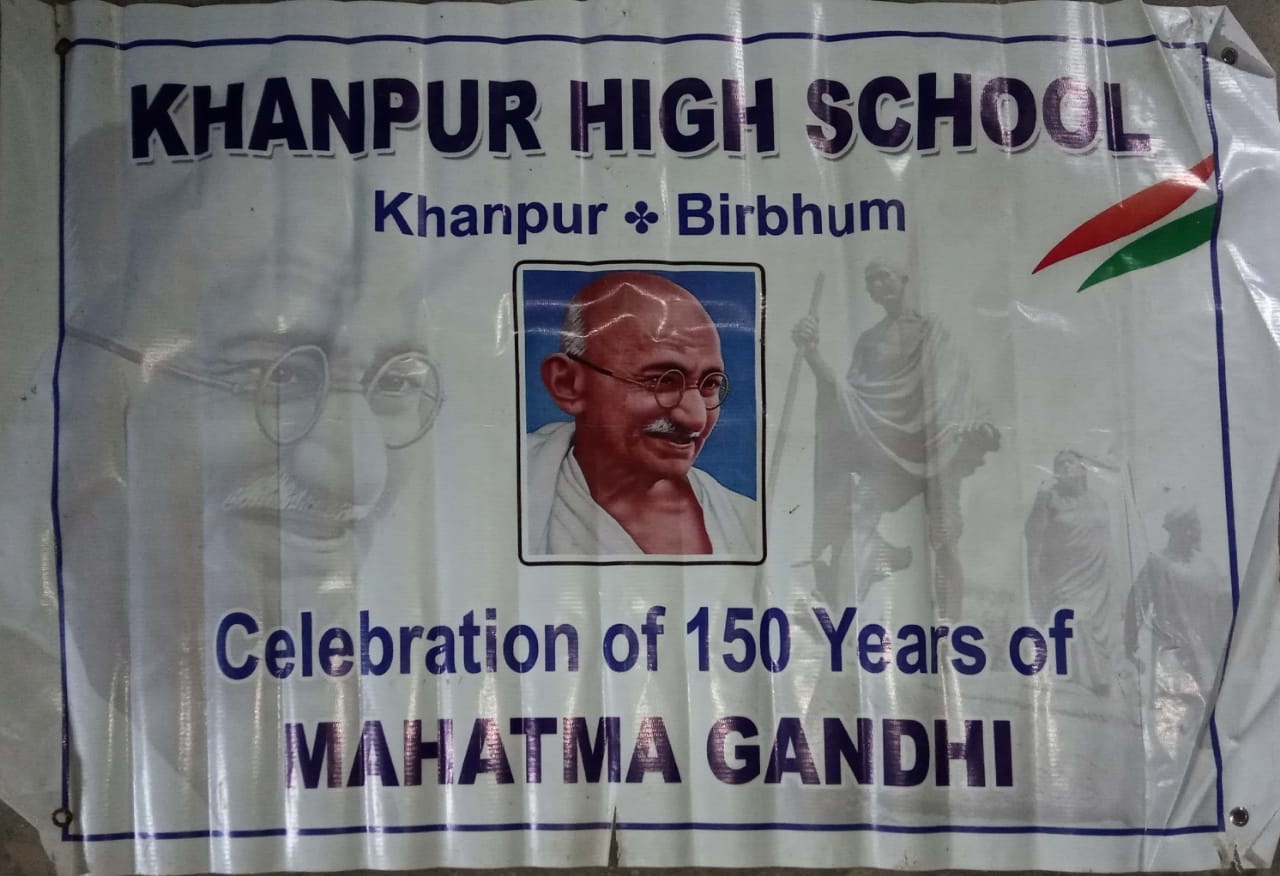 KHANPUR HIGH SCHOOL
Khanpur ✤ Birbhum
Celebration of 150 Years of
MAHATMA GANDHI